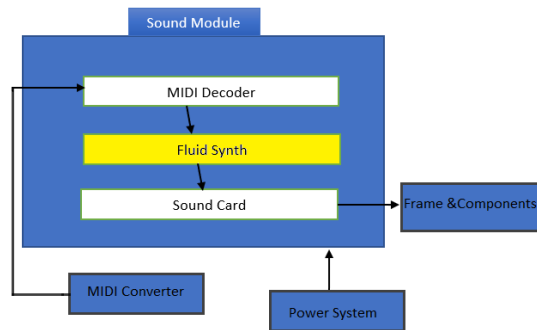 Sound Module
MIDI Decoder
Fluid Synth
Sound Card
Frame &Components
MIDI Converter
Power System